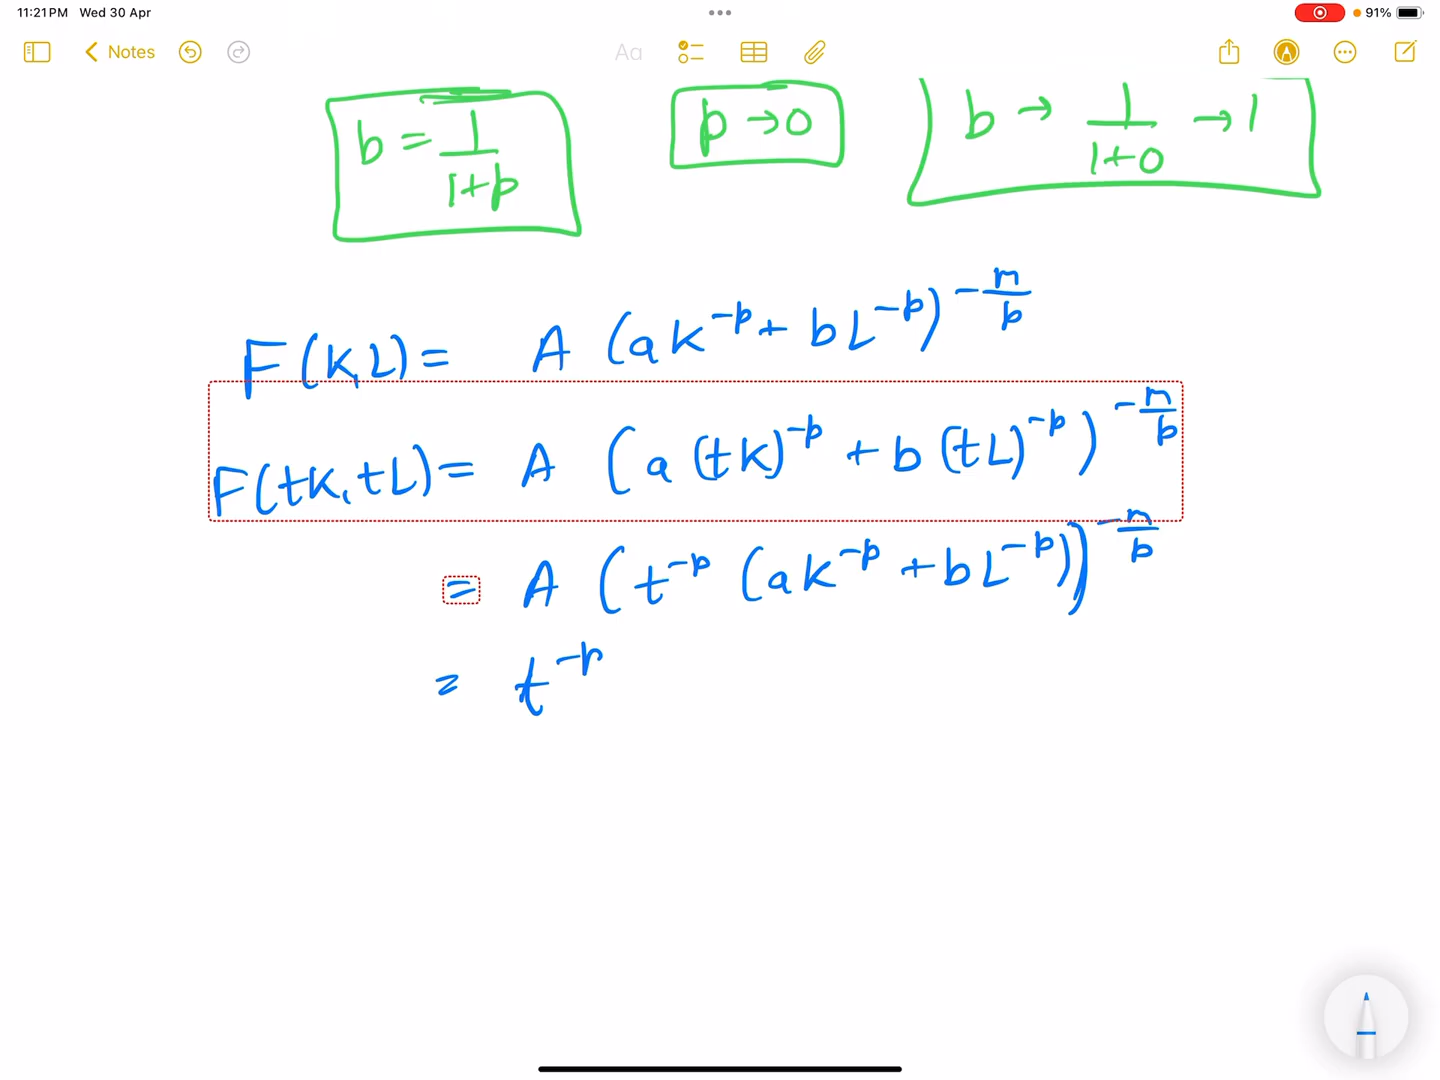 11:21 PM Wed 30 Apr 91%
Notes Aa
b = 1/(1+p) p → 0 b → 1/(1+0) → 1
F(K,L) = A (aK^-p + bL^-p)^-n/p
F(tK,tL) = A (a(tK)^-p + b(tL)^-p)^-n/p
= A (t^-p (aK^-p + bL^-p))^-n/p
= t^-p